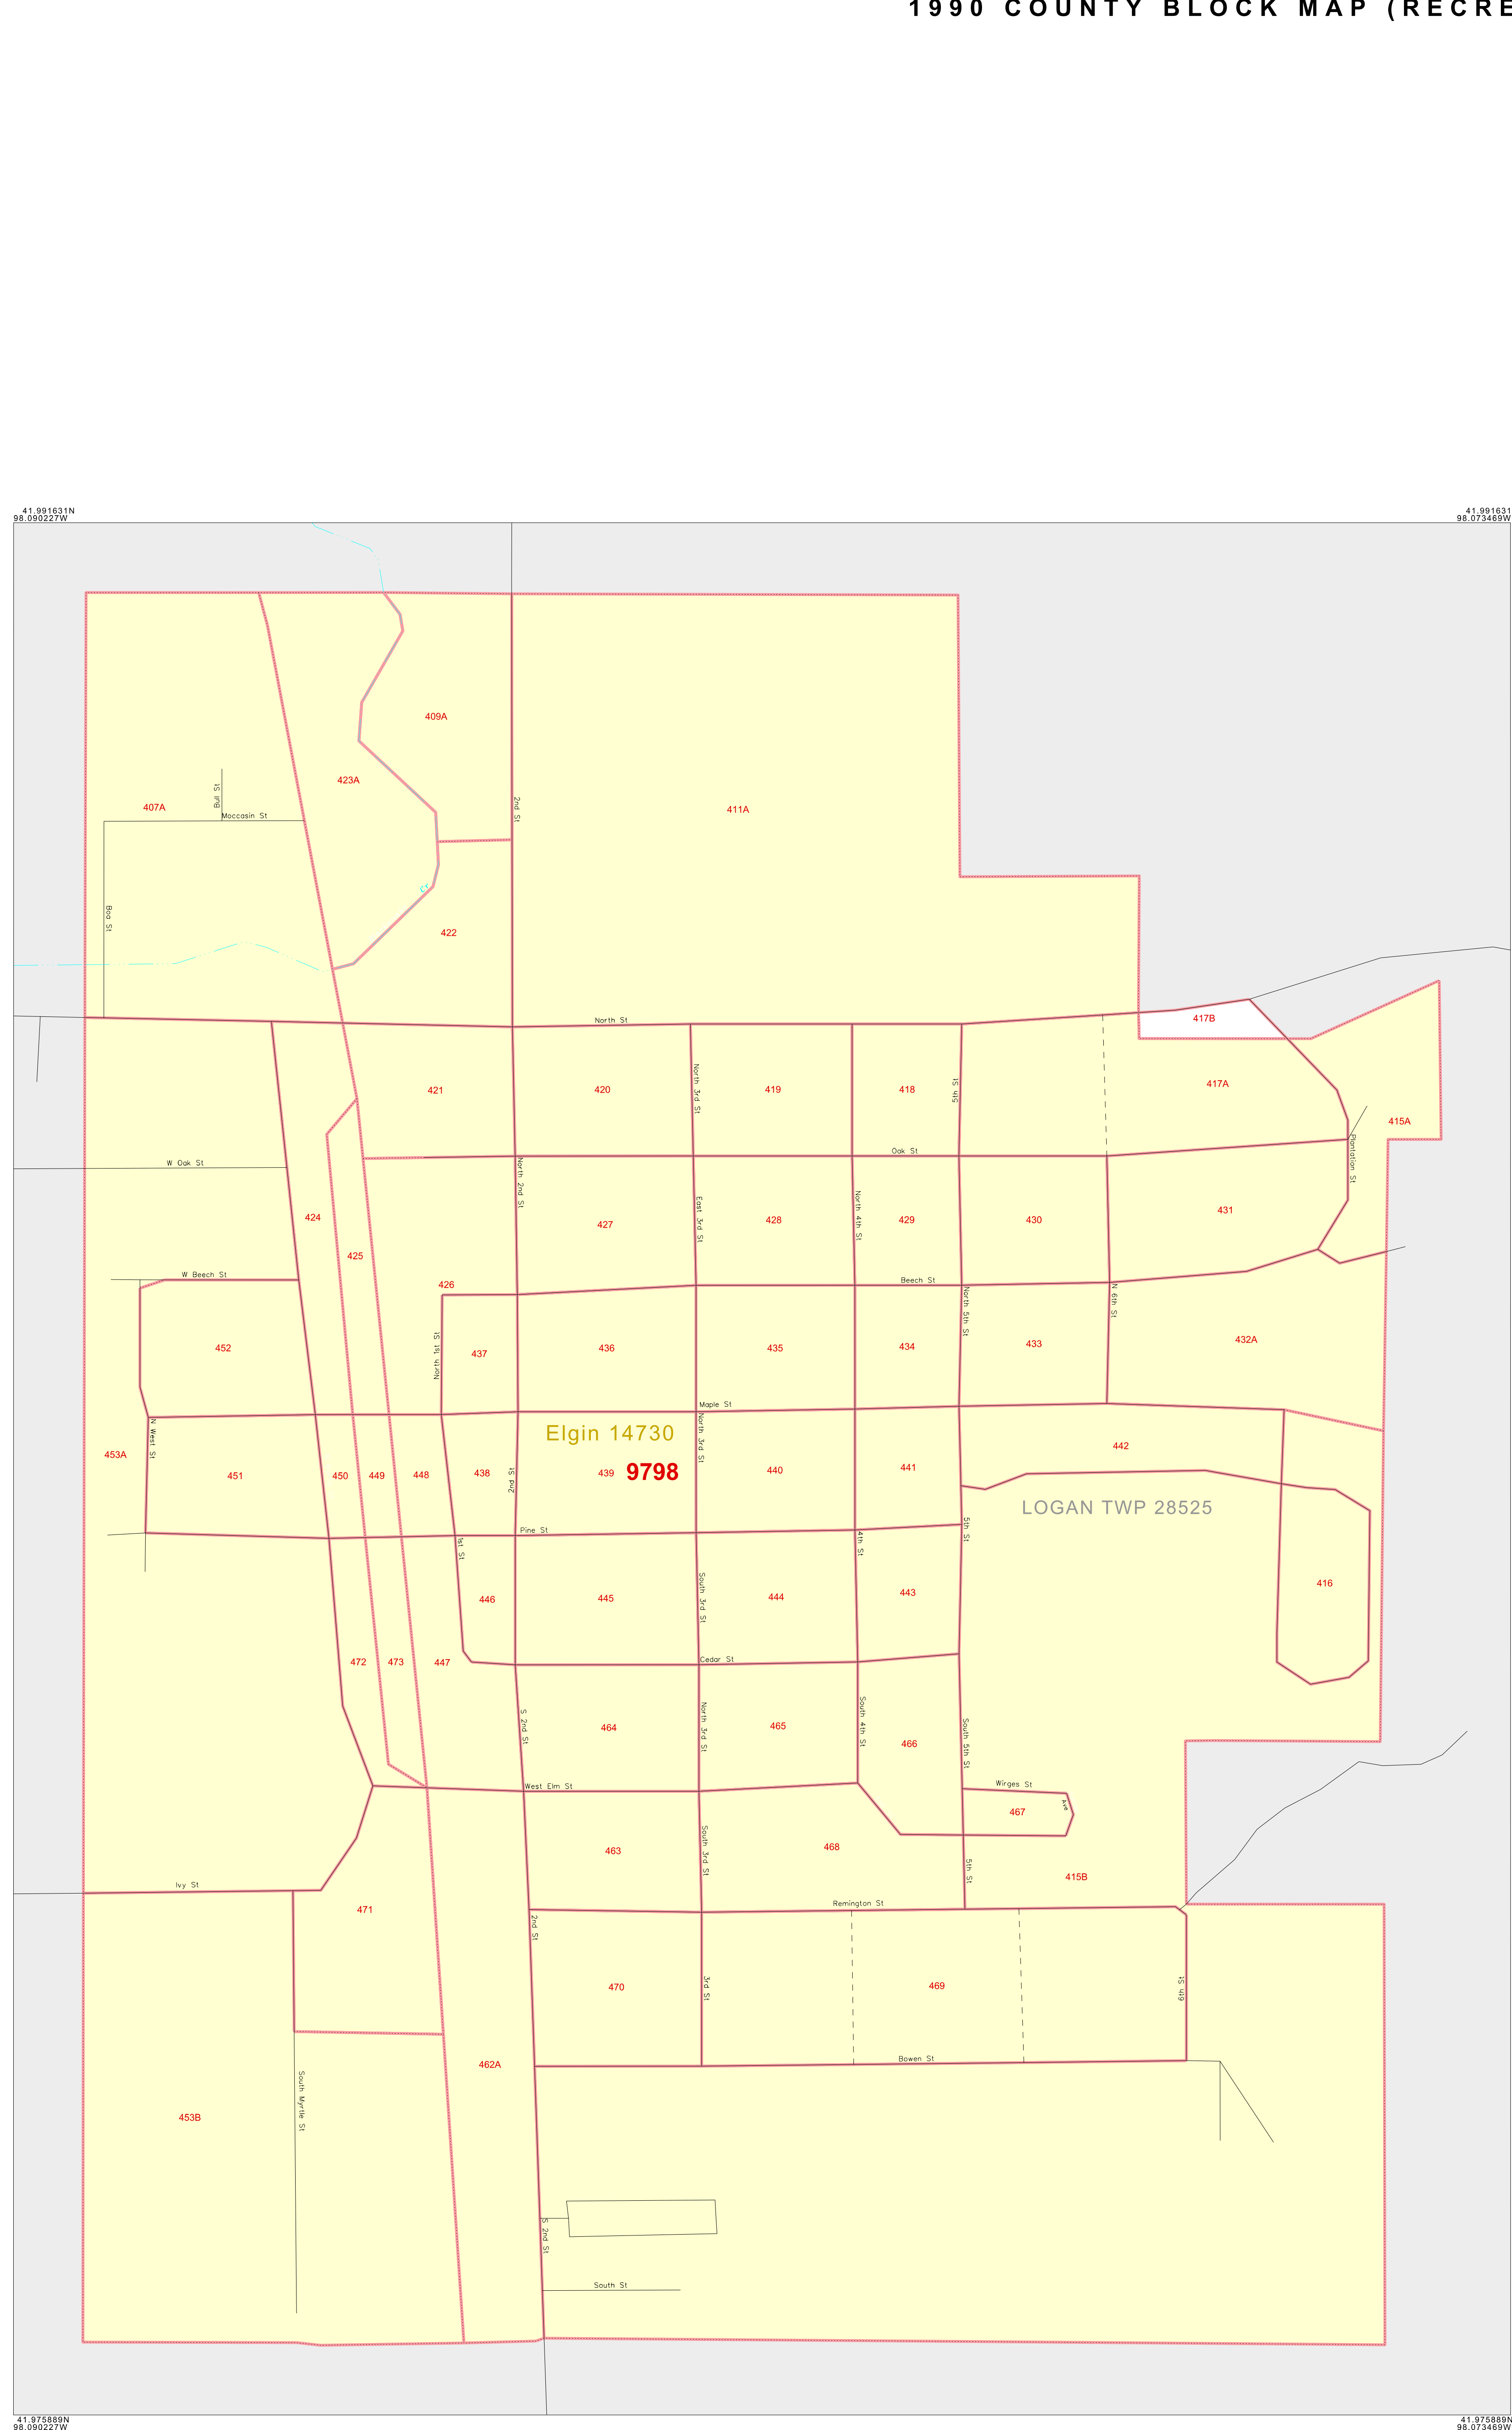 1990 COUNTY BLOCK MAP (RECRE
41.991631N
98.090227W
41.991631
98.073469W
409A
423A
407A
Bull St
Moccasin St
2nd St
411A
Ck
Boa St
422
North St
417B
421
420
North 3rd St
419
418
5th St
417A
415A
W Oak St
Oak St
Plantation St
424
North 2nd St
427
East 3rd St
428
North 4th St
429
430
431
425
W Beech St
426
Beech St
452
North 1st St
437
436
435
434
North 5th St
433
N 6th St
432A
Maple St
N West St
North 3rd St
Elgin 14730
453A
451
450
449
448
438
2nd St
439
9798
440
441
442
LOGAN TWP 28525
Pine St
1st St
4th St
5th St
446
445
South 3rd St
444
443
416
472
473
447
Cedar St
S 2nd St
464
North 3rd St
465
South 4th St
466
South 5th St
West Elm St
Wirges St
467
Ave
463
South 3rd St
468
5th St
415B
Ivy St
471
Remington St
2nd St
470
3rd St
469
6th St
Bowen St
462A
South Myrtle St
453B
S 2nd St
South St
41.975889N
98.090227W
41.975889N
98.073469W